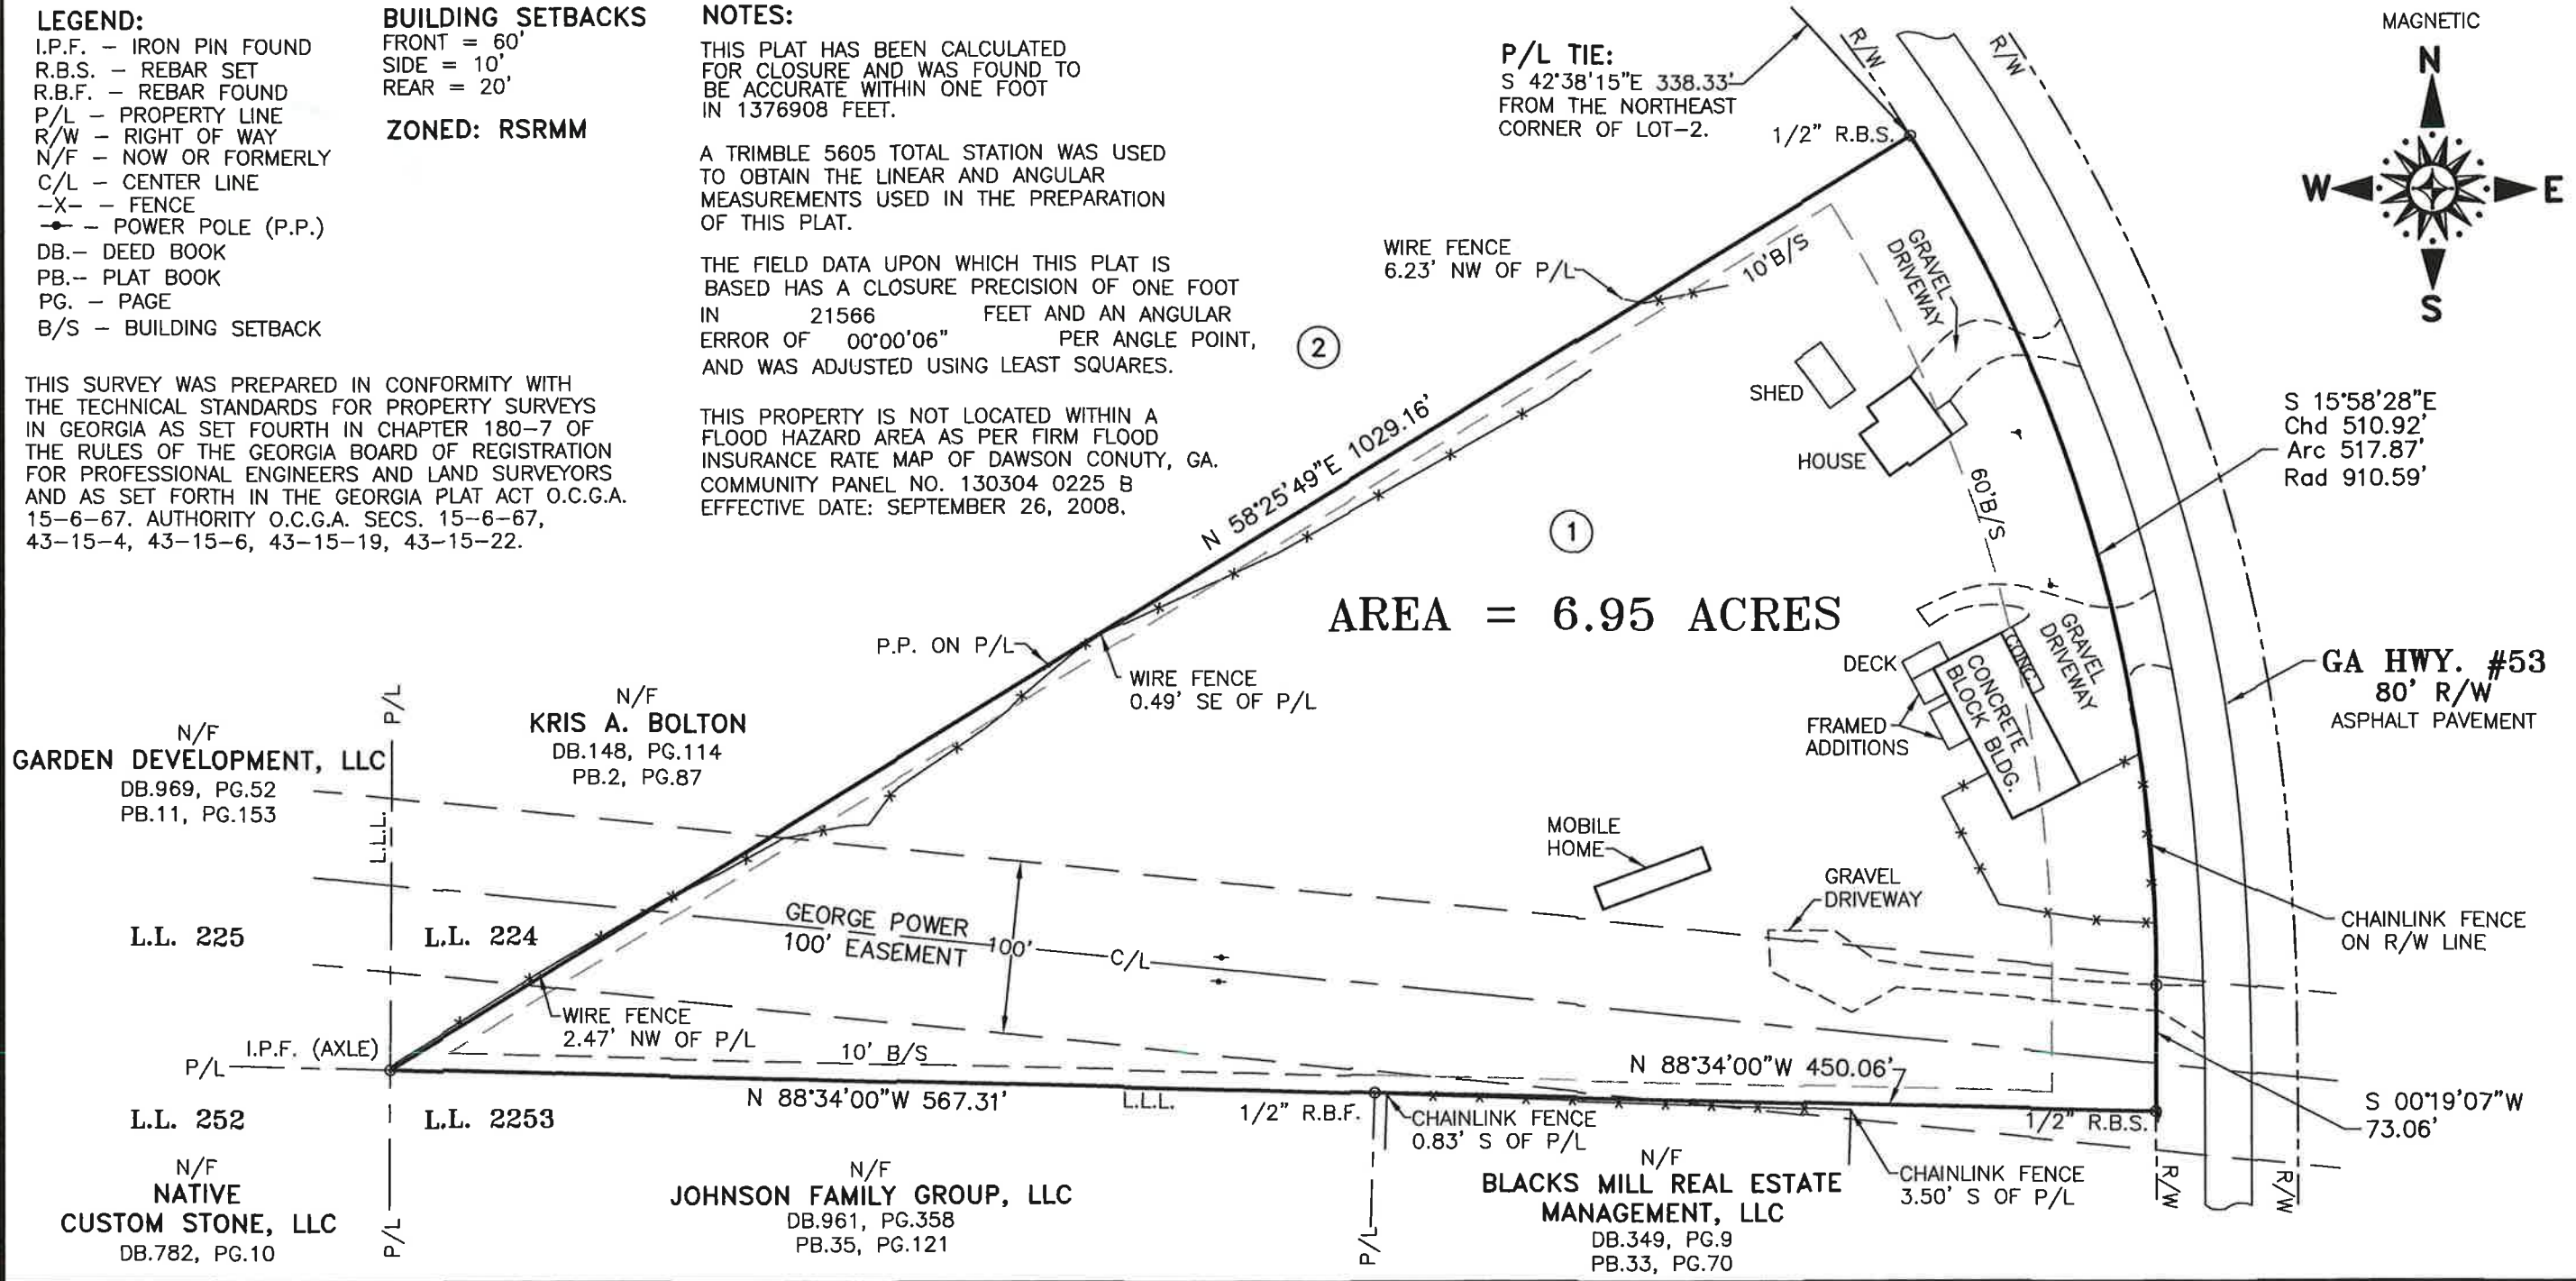 LEGEND:
I.P.F. – IRON PIN FOUND
R.B.S. – REBAR SET
R.B.F. – REBAR FOUND
P/L – PROPERTY LINE
R/W – RIGHT OF WAY
N/F – NOW OR FORMERLY
C/L – CENTER LINE
–X– – FENCE
– POWER POLE (P.P.)
DB.– DEED BOOK
PB.– PLAT BOOK
PG. – PAGE
B/S – BUILDING SETBACK
THIS SURVEY WAS PREPARED IN CONFORMITY WITH
THE TECHNICAL STANDARDS FOR PROPERTY SURVEYS
IN GEORGIA AS SET FOURTH IN CHAPTER 180–7 OF
THE RULES OF THE GEORGIA BOARD OF REGISTRATION
FOR PROFESSIONAL ENGINEERS AND LAND SURVEYORS
AND AS SET FORTH IN THE GEORGIA PLAT ACT O.C.G.A.
15–6–67. AUTHORITY O.C.G.A. SECS. 15–6–67,
43–15–4, 43–15–6, 43–15–19, 43–15–22.
BUILDING SETBACKS
FRONT = 60'
SIDE = 10'
REAR = 20'
ZONED: RSRMM
NOTES:
THIS PLAT HAS BEEN CALCULATED
FOR CLOSURE AND WAS FOUND TO
BE ACCURATE WITHIN ONE FOOT
IN 1376908 FEET.
A TRIMBLE 5605 TOTAL STATION WAS USED
TO OBTAIN THE LINEAR AND ANGULAR
MEASUREMENTS USED IN THE PREPARATION
OF THIS PLAT.
THE FIELD DATA UPON WHICH THIS PLAT IS
BASED HAS A CLOSURE PRECISION OF ONE FOOT
IN 21566 FEET AND AN ANGULAR
ERROR OF 00°00'06" PER ANGLE POINT,
AND WAS ADJUSTED USING LEAST SQUARES.
THIS PROPERTY IS NOT LOCATED WITHIN A
FLOOD HAZARD AREA AS PER FIRM FLOOD
INSURANCE RATE MAP OF DAWSON CONUTY, GA.
COMMUNITY PANEL NO. 130304 0225 B
EFFECTIVE DATE: SEPTEMBER 26, 2008.
P/L TIE:
S 42°38'15"E 338.33'
FROM THE NORTHEAST
CORNER OF LOT–2.
1/2" R.B.S.
R/W
R/W
MAGNETIC
N
W
E
S
WIRE FENCE
6.23' NW OF P/L
10'B/S
GRAVEL
DRIVEWAY
2
SHED
HOUSE
60'B/S
S 15°58'28"E
Chd 510.92'
Arc 517.87'
Rad 910.59'
N 58°25'49"E 1029.16'
1
AREA = 6.95 ACRES
P.P. ON P/L
WIRE FENCE
0.49' SE OF P/L
DECK
CONC.
CONCRETE
BLOCK BLDG.
GRAVEL
DRIVEWAY
FRAMED
ADDITIONS
GA HWY. #53
80' R/W
ASPHALT PAVEMENT
P/L
L.L.L.
N/F
GARDEN DEVELOPMENT, LLC
DB.969, PG.52
PB.11, PG.153
N/F
KRIS A. BOLTON
DB.148, PG.114
PB.2, PG.87
MOBILE
HOME
GRAVEL
DRIVEWAY
CHAINLINK FENCE
ON R/W LINE
L.L. 225
L.L. 224
GEORGE POWER
100' EASEMENT
100'
C/L
WIRE FENCE
2.47' NW OF P/L
I.P.F. (AXLE)
P/L
10' B/S
N 88°34'00"W 450.06'
N 88°34'00"W 567.31'
L.L.L.
1/2" R.B.F.
CHAINLINK FENCE
0.83' S OF P/L
1/2" R.B.S.
S 00°19'07"W
73.06'
L.L. 252
L.L. 2253
N/F
NATIVE
CUSTOM STONE, LLC
DB.782, PG.10
P/L
N/F
JOHNSON FAMILY GROUP, LLC
DB.961, PG.358
PB.35, PG.121
P/L
N/F
BLACKS MILL REAL ESTATE
MANAGEMENT, LLC
DB.349, PG.9
PB.33, PG.70
CHAINLINK FENCE
3.50' S OF P/L
R/W
R/W